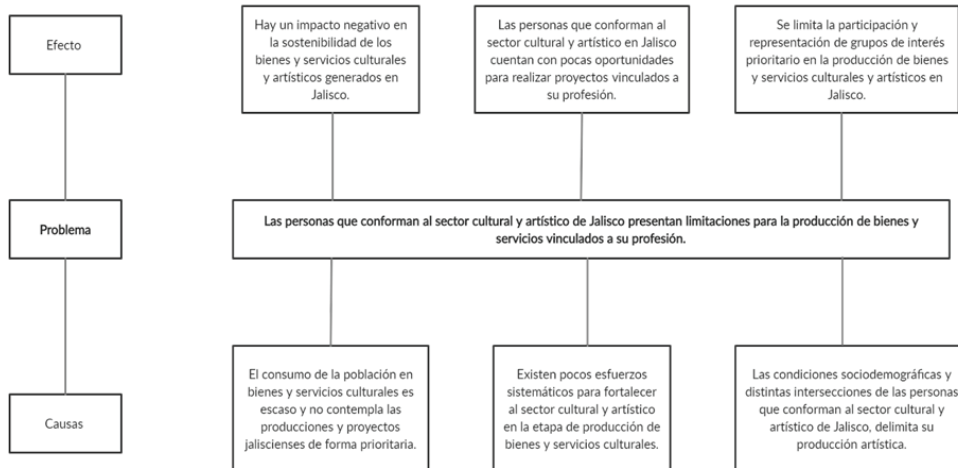 Efecto
Hay un impacto negativo en
la sostenibilidad de los
bienes y servicios culturales
y artísticos generados en
Jalisco.
Las personas que conforman al
sector cultural y artístico en Jalisco
cuentan con pocas oportunidades
para realizar proyectos vinculados a
su profesión.
Se limita la participación y
representación de grupos de interés
prioritario en la producción de bienes
y servicios culturales y artísticos en
Jalisco.
Problema
Las personas que conforman al sector cultural y artístico de Jalisco presentan limitaciones para la producción de bienes y
servicios vinculados a su profesión.
Causas
El consumo de la población en
bienes y servicios culturales es
escaso y no contempla las
producciones y proyectos
jaliscienses de forma prioritaria.
Existen pocos esfuerzos
sistemáticos para fortalecer
al sector cultural y artístico
en la etapa de producción de
bienes y servicios culturales.
Las condiciones sociodemográficas y
distintas intersecciones de las personas
que conforman al sector cultural y
artístico de Jalisco, delimita su
producción artística.